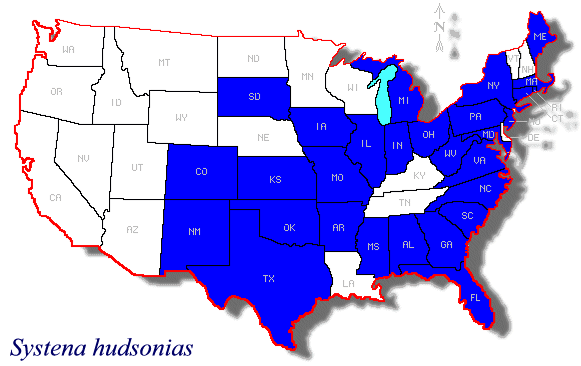 ME
N
N
WA
MT
ND
MN
VT
NH
OR
ID
SD
WI
MI
NY
MA
WY
IA
PA
RI
CT
NJ
NE
IL
IN
OH
MD
DE
NV
UT
CO
KS
MO
WV
VA
KY
CA
NC
TN
AZ
NM
OK
AR
SC
MS
AL
GA
TX
LA
FL
Systena hudsonias